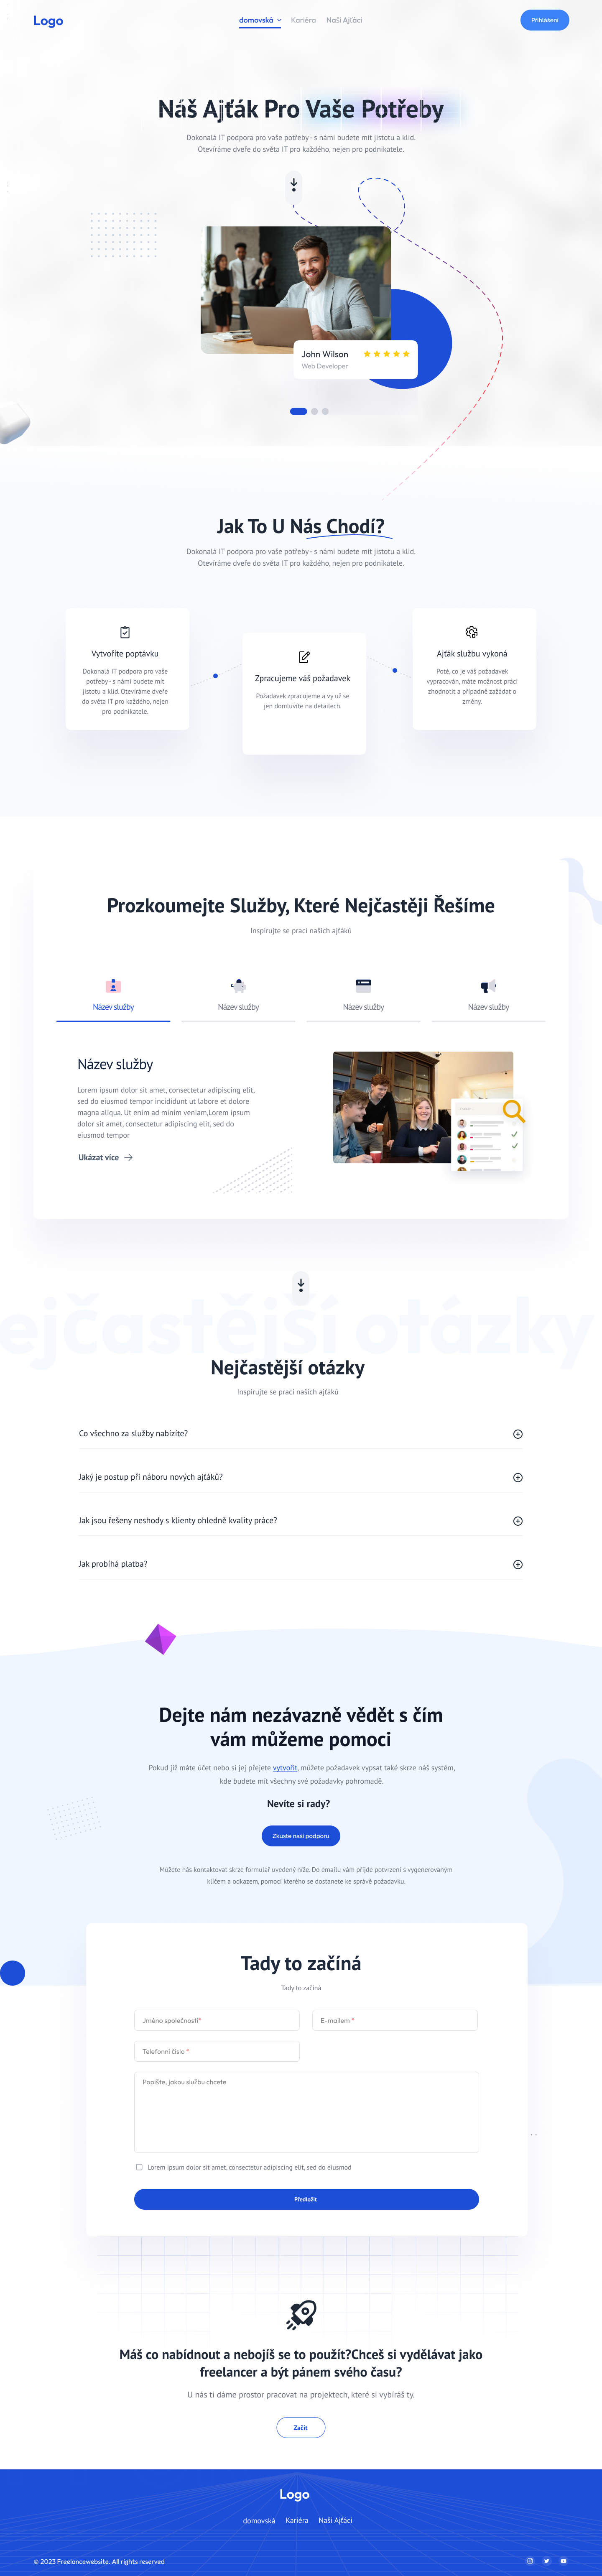 Logo
domovská
Kariéra
Naši Ajťáci
Přihlášení
Náš Ajťák Pro Vaše Potřeby
Dokonalá IT podpora pro vaše potřeby - s námi budete mít jistotu a klid.
Otevíráme dveře do světa IT pro každého, nejen pro podnikatele.
John Wilson
Web Developer
Jak To U Nás Chodí?
Dokonalá IT podpora pro vaše potřeby - s námi budete mít jistotu a klid.
Otevíráme dveře do světa IT pro každého, nejen pro podnikatele.
Vytvoříte poptávku
Dokonalá IT podpora pro vaše
potřeby - s námi budete mít
jistotu a klid. Otevíráme dveře
do světa IT pro každého, nejen
pro podnikatele.
Zpracujeme váš požadavek
Požadavek zpracujeme a vy už se
jen domluvíte na detailech.
Ajťák službu vykoná
Poté, co je váš požadavek
vypracován, máte možnost práci
zhodnotit a případně zažádat o
změny.
Prozkoumejte Služby, Které Nejčastěji Řešíme
Inspirujte se prací našich ajťáků
Název služby
Název služby
Název služby
Název služby
Název služby
Lorem ipsum dolor sit amet, consectetur adipiscing elit,
sed do eiusmod tempor incididunt ut labore et dolore
magna aliqua. Ut enim ad minim veniam,Lorem ipsum
dolor sit amet, consectetur adipiscing elit, sed do
eiusmod tempor
Ukázat více
ejčastější otázky
Nejčastější otázky
Inspirujte se prací našich ajťáků
Co všechno za služby nabízíte?
Jaký je postup při náboru nových ajťáků?
Jak jsou řešeny neshody s klienty ohledně kvality práce?
Jak probíhá platba?
Dejte nám nezávazně vědět s čím
vám můžeme pomoci
Pokud již máte účet nebo si jej přejete vytvořit, můžete požadavek vypsat také skrze náš systém,
kde budete mít všechny své požadavky pohromadě.
Nevíte si rady?
Zkuste naši podporu
Můžete nás kontaktovat skrze formulář uvedený níže. Do emailu vám přijde potvrzení s vygenerovaným
klíčem a odkazem, pomocí kterého se dostanete ke správě požadavku.
Tady to začíná
Tady to začíná
Jméno společnosti*
E-mailem *
Telefonní číslo *
Popište, jakou službu chcete
Lorem ipsum dolor sit amet, consectetur adipiscing elit, sed do eiusmod
Předložit
Máš co nabídnout a nebojíš se to použít?Chceš si vydělávat jako
freelancer a být pánem svého času?
U nás ti dáme prostor pracovat na projektech, které si vybíráš ty.
Začít
Logo
domovská
Kariéra
Naši Ajťáci
© 2023 Freelancewebsite. All rights reserved